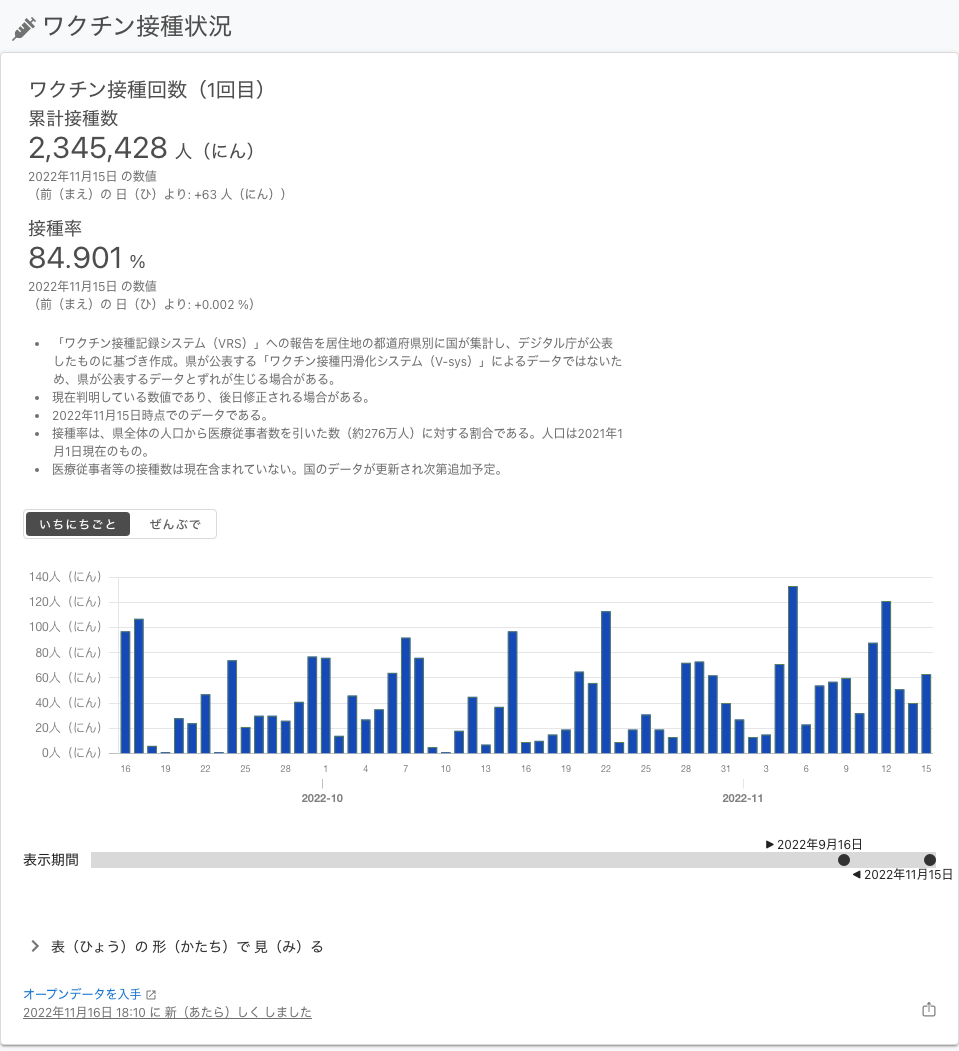 ワクチン接種状況
ワクチン接種回数（1回目）
累計接種数
2,345,428 人（にん）
2022年11月15日 の数値
（前（まえ）の 日（ひ）より: +63 人（にん））
接種率
84.901 %
2022年11月15日 の数値
（前（まえ）の 日（ひ）より: +0.002 %）
• 「ワクチン接種記録システム（VRS）」への報告を居住地の都道府県別に国が集計し、デジタル庁が公表
したものに基づき作成。県が公表する「ワクチン接種円滑化システム（V-sys）」によるデータではないた
め、県が公表するデータとずれが生じる場合がある。
• 現在判明している数値であり、後日修正される場合がある。
• 2022年11月15日時点でのデータである。
• 接種率は、県全体の人口から医療従事者数を引いた数（約276万人）に対する割合である。人口は2021年1
月1日現在のもの。
• 医療従事者等の接種数は現在含まれていない。国のデータが更新され次第追加予定。
いちにちごと ぜんぶで
140人（にん）
120人（にん）
100人（にん）
80人（にん）
60人（にん）
40人（にん）
20人（にん）
0人（にん）
16 19 22 25 28 1 4 7 10 13 16 19 22 25 28 31 3 6 9 12 15
2022-10 2022-11
▶ 2022年9月16日
表示期間
◀ 2022年11月15日
表（ひょう）の 形（かたち）で 見（み）る
オープンデータを入手
2022年11月16日 18:10 に 新（あたら）しく しました